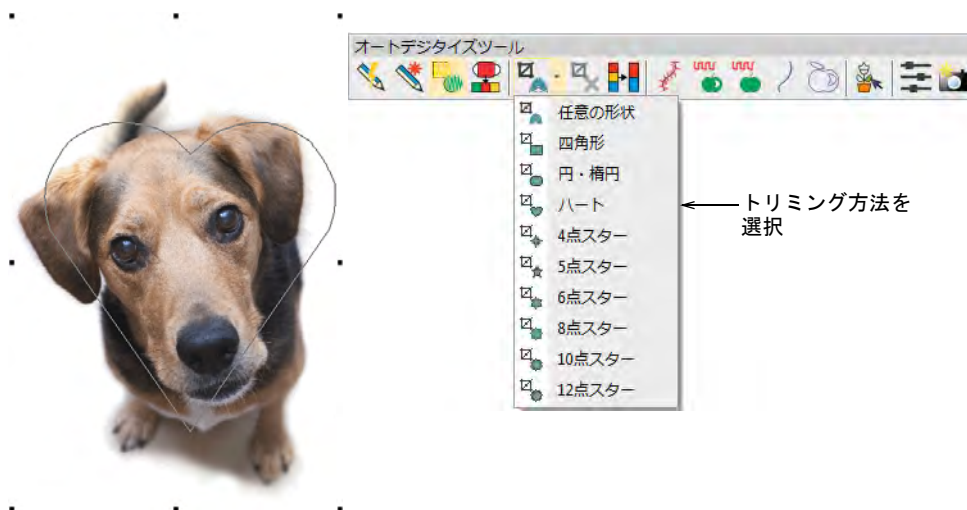 オートデジタイズツール
任意の形状
四角形
円・楕円
ハート
4点スター
5点スター
6点スター
8点スター
10点スター
12点スター
トリミング方法を
選択